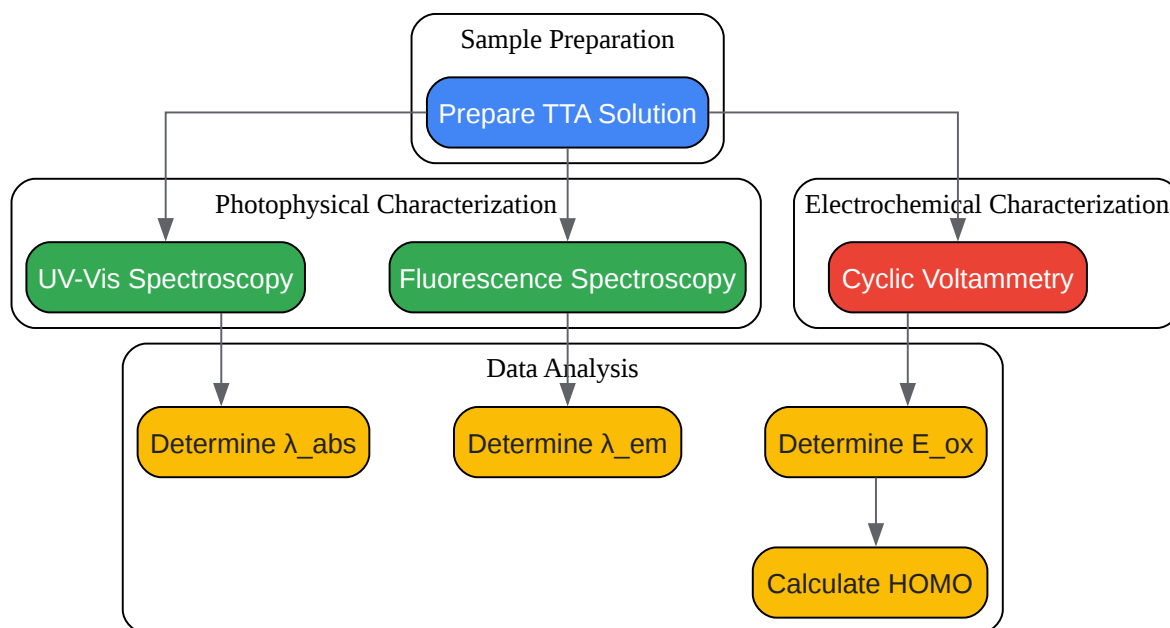 Sample Preparation
Prepare TTA Solution
Photophysical Characterization
Electrochemical Characterization
UV-Vis Spectroscopy
Fluorescence Spectroscopy
Cyclic Voltammetry
Data Analysis
Determine λ_abs
Determine λ_em
Determine E_ox
Calculate HOMO